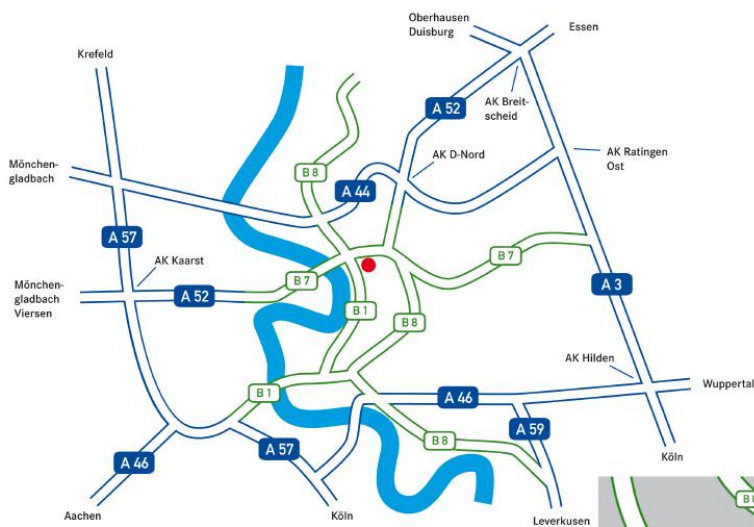 Oberhausen
Duisburg
Essen
Krefeld
A 52
AK Breit-
scheid
AK D-Nord
AK Ratingen
Ost
Mönchen-
gladbach
B 8
A 44
A 57
AK Kaarst
B 7
B 7
Mönchen-
gladbach
Viersen
A 52
A 3
B 1
B 8
AK Hilden
Wuppertal
B 1
A 46
A 59
B 8
A 57
A 46
Köln
Aachen
Köln
Leverkusen